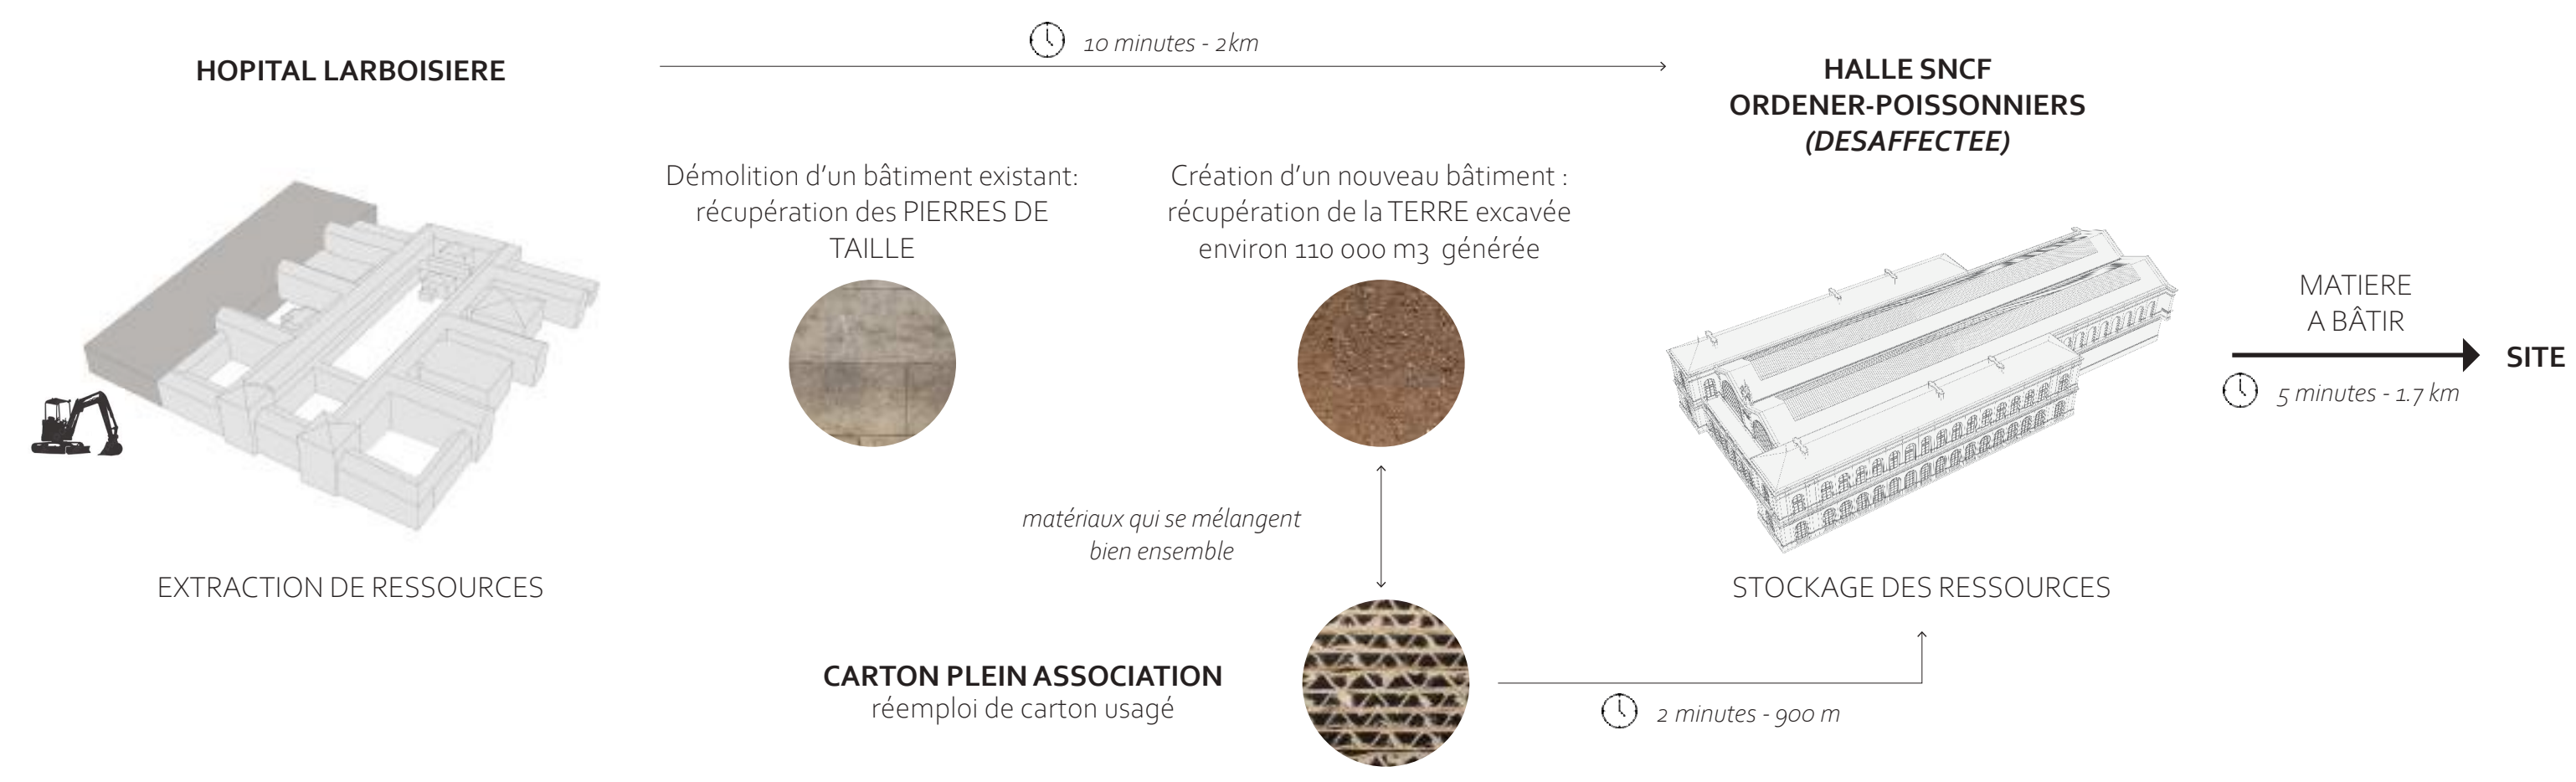 HOPITAL LARBOISIERE
10 minutes - 2km
HALLE SNCF
ORDENER-POISSONNIERS
(DESAFFECTEE)
Démolition d'un bâtiment existant:
récupération des PIERRES DE
TAILLE
Création d'un nouveau bâtiment :
récupération de la TERRE excavée
environ 110 000 m3 générée
MATIERE
A BÂTIR
SITE
5 minutes - 1.7 km
matériaux qui se mélangent
bien ensemble
EXTRACTION DE RESSOURCES
STOCKAGE DES RESSOURCES
CARTON PLEIN ASSOCIATION
réemploi de carton usagé
2 minutes - 900 m